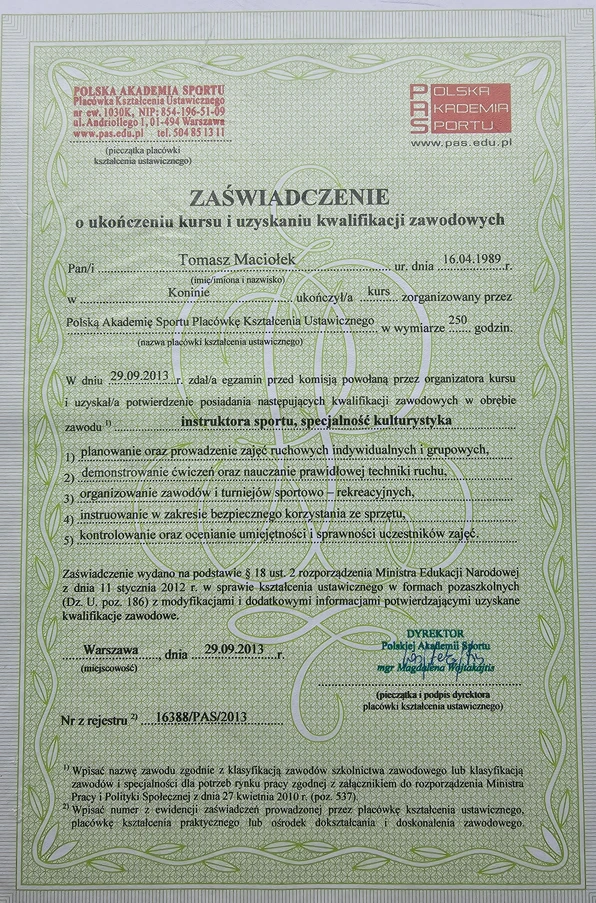 POLSKA AKADEMIA SPORTU
Placówka Kształcenia Ustawicznego
nr ew. 1030K, NIP: 854-196-51-09
ul. Andriollego 1, 01-494 Warszawa
www.pas.edu.pl tel. 504 85 13 11
(pieczątka placówki
kształcenia ustawicznego)
POLSKA
AKADEMIA
SPORTU
www.pas.edu.pl
ZAŚWIADCZENIE
o ukończeniu kursu i uzyskaniu kwalifikacji zawodowych
Pan/i Tomasz Maciołek ur. dnia 16.04.1989 r.
(imię/imiona i nazwisko)
w Koninie ukończył/a kurs zorganizowany przez
Polską Akademię Sportu Placówkę Kształcenia Ustawicznego w wymiarze 250 godzin.
(nazwa placówki kształcenia ustawicznego)
W dniu 29.09.2013 r. zdał/a egzamin przed komisją powołaną przez organizatora kursu
i uzyskał/a potwierdzenie posiadania następujących kwalifikacji zawodowych w obrębie
zawodu 1) instruktora sportu, specjalność kulturystyka
1) planowanie oraz prowadzenie zajęć ruchowych indywidualnych i grupowych,
2) demonstrowanie ćwiczeń oraz nauczanie prawidłowej techniki ruchu,
3) organizowanie zawodów i turniejów sportowo – rekreacyjnych,
4) instruowanie w zakresie bezpiecznego korzystania ze sprzętu,
5) kontrolowanie oraz ocenianie umiejętności i sprawności uczestników zajęć.
Zaświadczenie wydano na podstawie § 18 ust. 2 rozporządzenia Ministra Edukacji Narodowej
z dnia 11 stycznia 2012 r. w sprawie kształcenia ustawicznego w formach pozaszkolnych
(Dz. U, poz. 186) z modyfikacjami i dodatkowymi informacjami potwierdzającymi uzyskane
kwalifikacje zawodowe.
Warszawa, dnia 29.09.2013 r.
(miejscowość)
DYREKTOR
Polskiej Akademii Sportu
mgr Magdalena Wojtakajtis
(pieczątka i podpis dyrektora
placówki kształcenia ustawicznego)
Nr z rejestru 2) 16388/PAS/2013
1) Wpisać nazwę zawodu zgodnie z klasyfikacją zawodów szkolnictwa zawodowego lub klasyfikacją
zawodów i specjalności dla potrzeb rynku pracy zgodnej z załącznikiem do rozporządzenia Ministra
Pracy i Polityki Społecznej z dnia 27 kwietnia 2010 r. (poz. 537).
2) Wpisać numer z ewidencji zaświadczeń prowadzonej przez placówkę kształcenia ustawicznego,
placówkę kształcenia praktycznego lub ośrodek dokształcania i doskonalenia zawodowego.